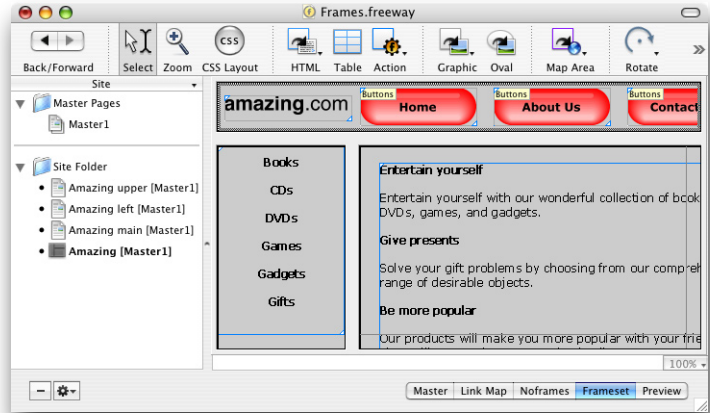 Frames.freeway
Back/Forward Select Zoom CSS Layout HTML Table Action Graphic Oval Map Area Rotate
css
Site
Master Pages
Master1
Site Folder
Amazing upper [Master1]
Amazing left [Master1]
Amazing main [Master1]
Amazing [Master1]
amazing.com
Buttons
Home
Buttons
About Us
Buttons
Contact
Books
CDs
DVDs
Games
Gadgets
Gifts
Entertain yourself
Entertain yourself with our wonderful collection of book
DVDs, games, and gadgets.
Give presents
Solve your gift problems by choosing from our compreh
range of desirable objects.
Be more popular
Our products will make you more popular with your frie
100%
Master Link Map Noframes Frameset Preview